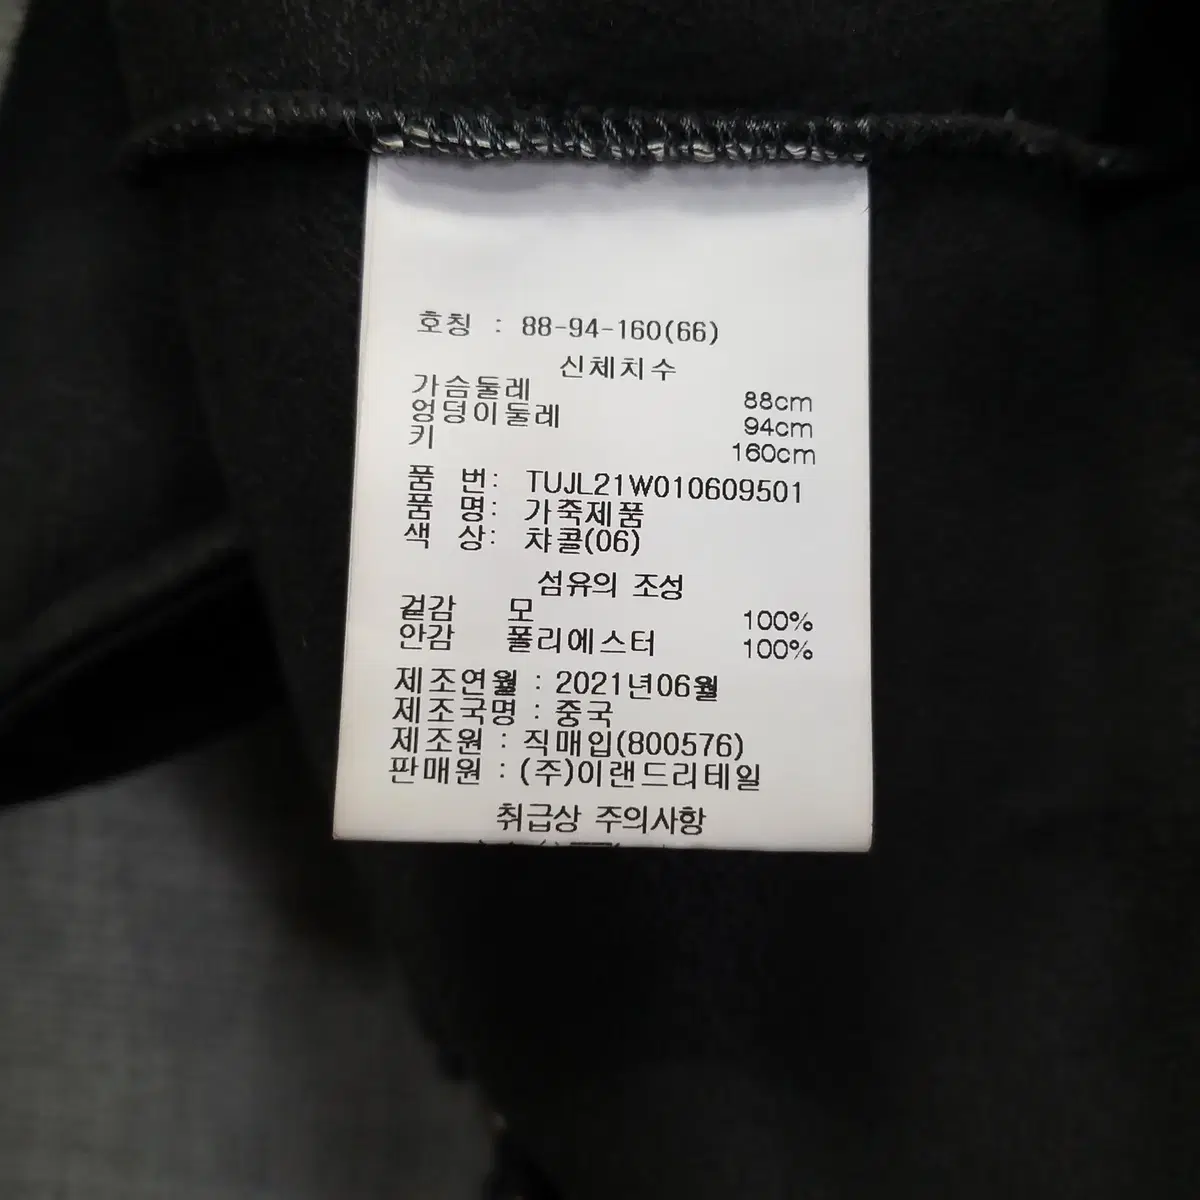 호칭 : 88-94-160(66)
신체치수
가슴둘레 88cm
엉덩이둘레 94cm
키 160cm
품 번: TUJL21W010609501
품 명: 가죽제품
색 상: 챠콜(06)
섬유의 조성
겉감 모 100%
안감 폴리에스터 100%
제조연월 : 2021년06월
제조국명 : 중국
제조원 : 직매입(800576)
판매원 : (주)이랜드리테일
취급상 주의사항